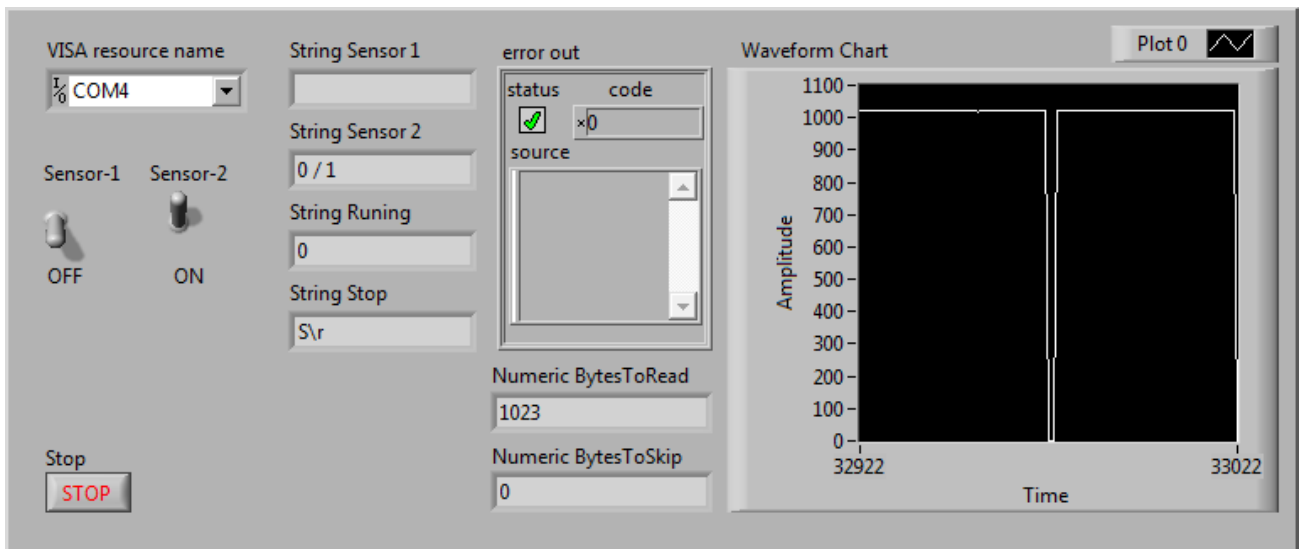 VISA resource name
I/O COM4
Sensor-1 Sensor-2
OFF ON
Stop
STOP
String Sensor 1
String Sensor 2
0 / 1
String Runing
0
String Stop
S\r
error out
status code
×0
source
Numeric BytesToRead
1023
Numeric BytesToSkip
0
Waveform Chart
Plot 0
Amplitude
1100
1000
900
800
700
600
500
400
300
200
100
0
32922 33022
Time